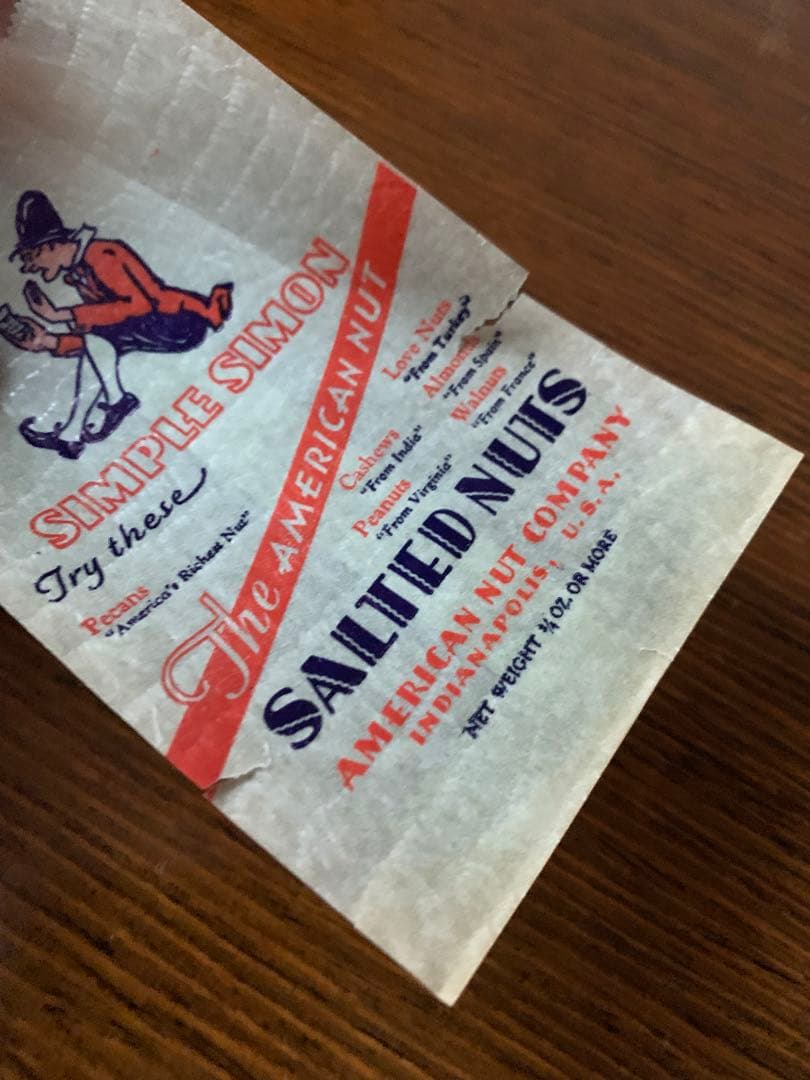 SIMPLE SIMON
Try these
Pecans
"America's Richest Nut"
The AMERICAN NUT
Love Nuts
"From Turkey"
Almonds
"From Spain"
Walnuts
"From France"
Cashews
"From India"
Peanuts
"From Virginia"
SALTED NUTS
AMERICAN NUT COMPANY
INDIANAPOLIS, U.S.A.
NET WEIGHT ¾ OZ. OR MORE